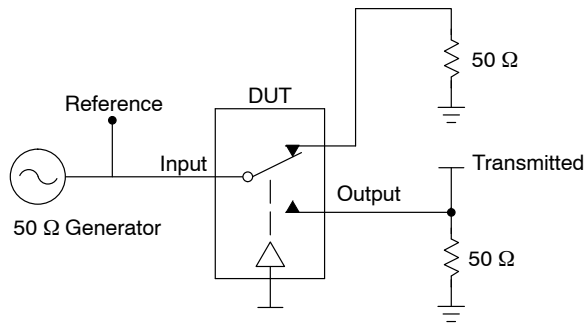 50 Ω
DUT
Reference
Input
Transmitted
Output
50 Ω Generator
50 Ω